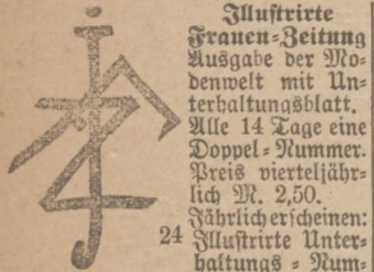 Illustrirte
Frauen-Zeitung
Ausgabe der Mo-
denwelt mit Un-
terhaltungsblatt.
Alle 14 Tage eine
Doppel-Nummer.
Preis vierteljähr-
lich M. 2,50.
Jährlich erscheinen:
24 Illustrirte Unter-
haltungs-Num-